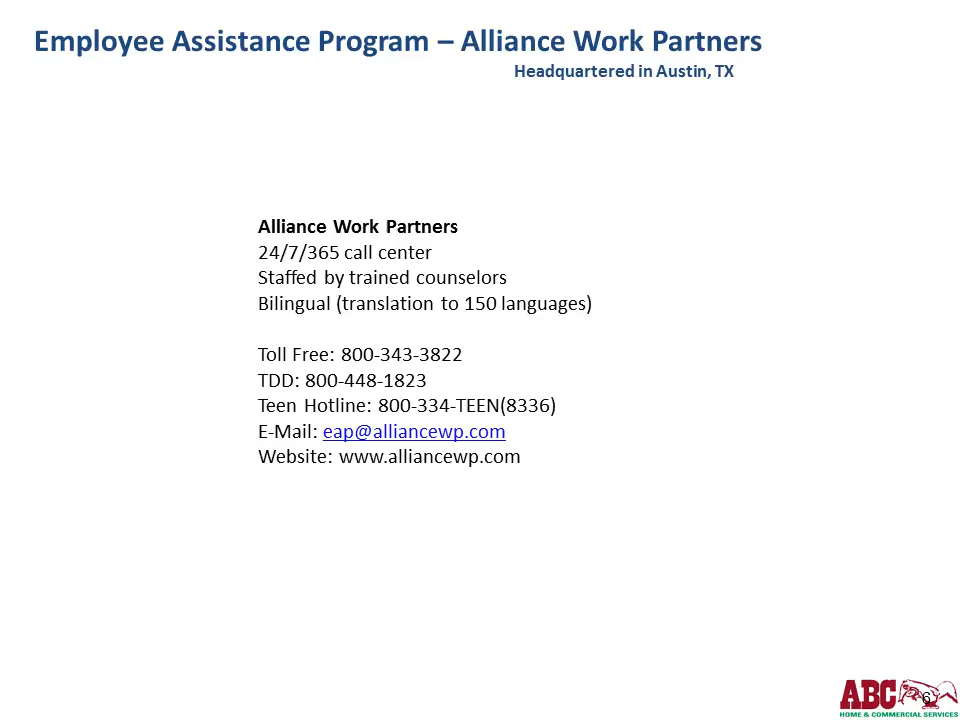 Employee Assistance Program – Alliance Work Partners
Headquartered in Austin, TX
Alliance Work Partners
24/7/365 call center
Staffed by trained counselors
Bilingual (translation to 150 languages)
Toll Free: 800-343-3822
TDD: 800-448-1823
Teen Hotline: 800-334-TEEN(8336)
E-Mail: eap@alliancewp.com
Website: www.alliancewp.com
ABC
6
HOME & COMMERCIAL SERVICES